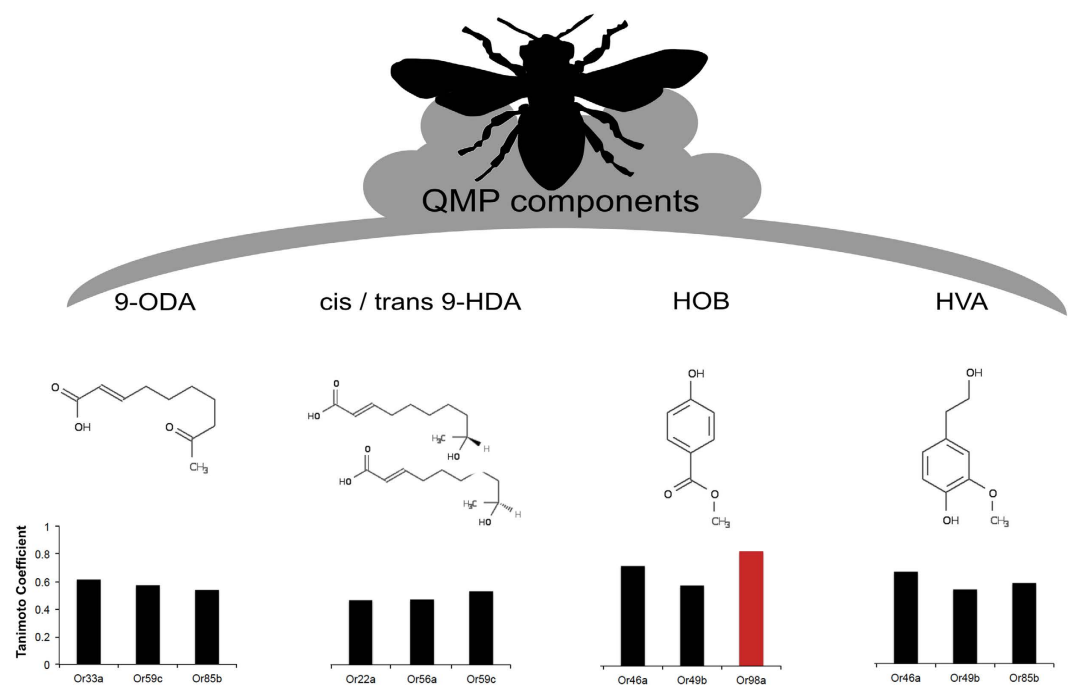 QMP components
9-ODA
cis / trans 9-HDA
HOB
HVA
O
OH
O
CH3
O
HO
H3C
HO
H
O
HO
H3C
HO
H
OH
O
O
CH3
OH
O
OH
CH3
Tanimoto Coefficient
1
0.8
0.6
0.4
0.2
0
Or33a Or59c Or85b
Or22a Or56a Or59c
Or46a Or49b Or98a
Or46a Or49b Or85b